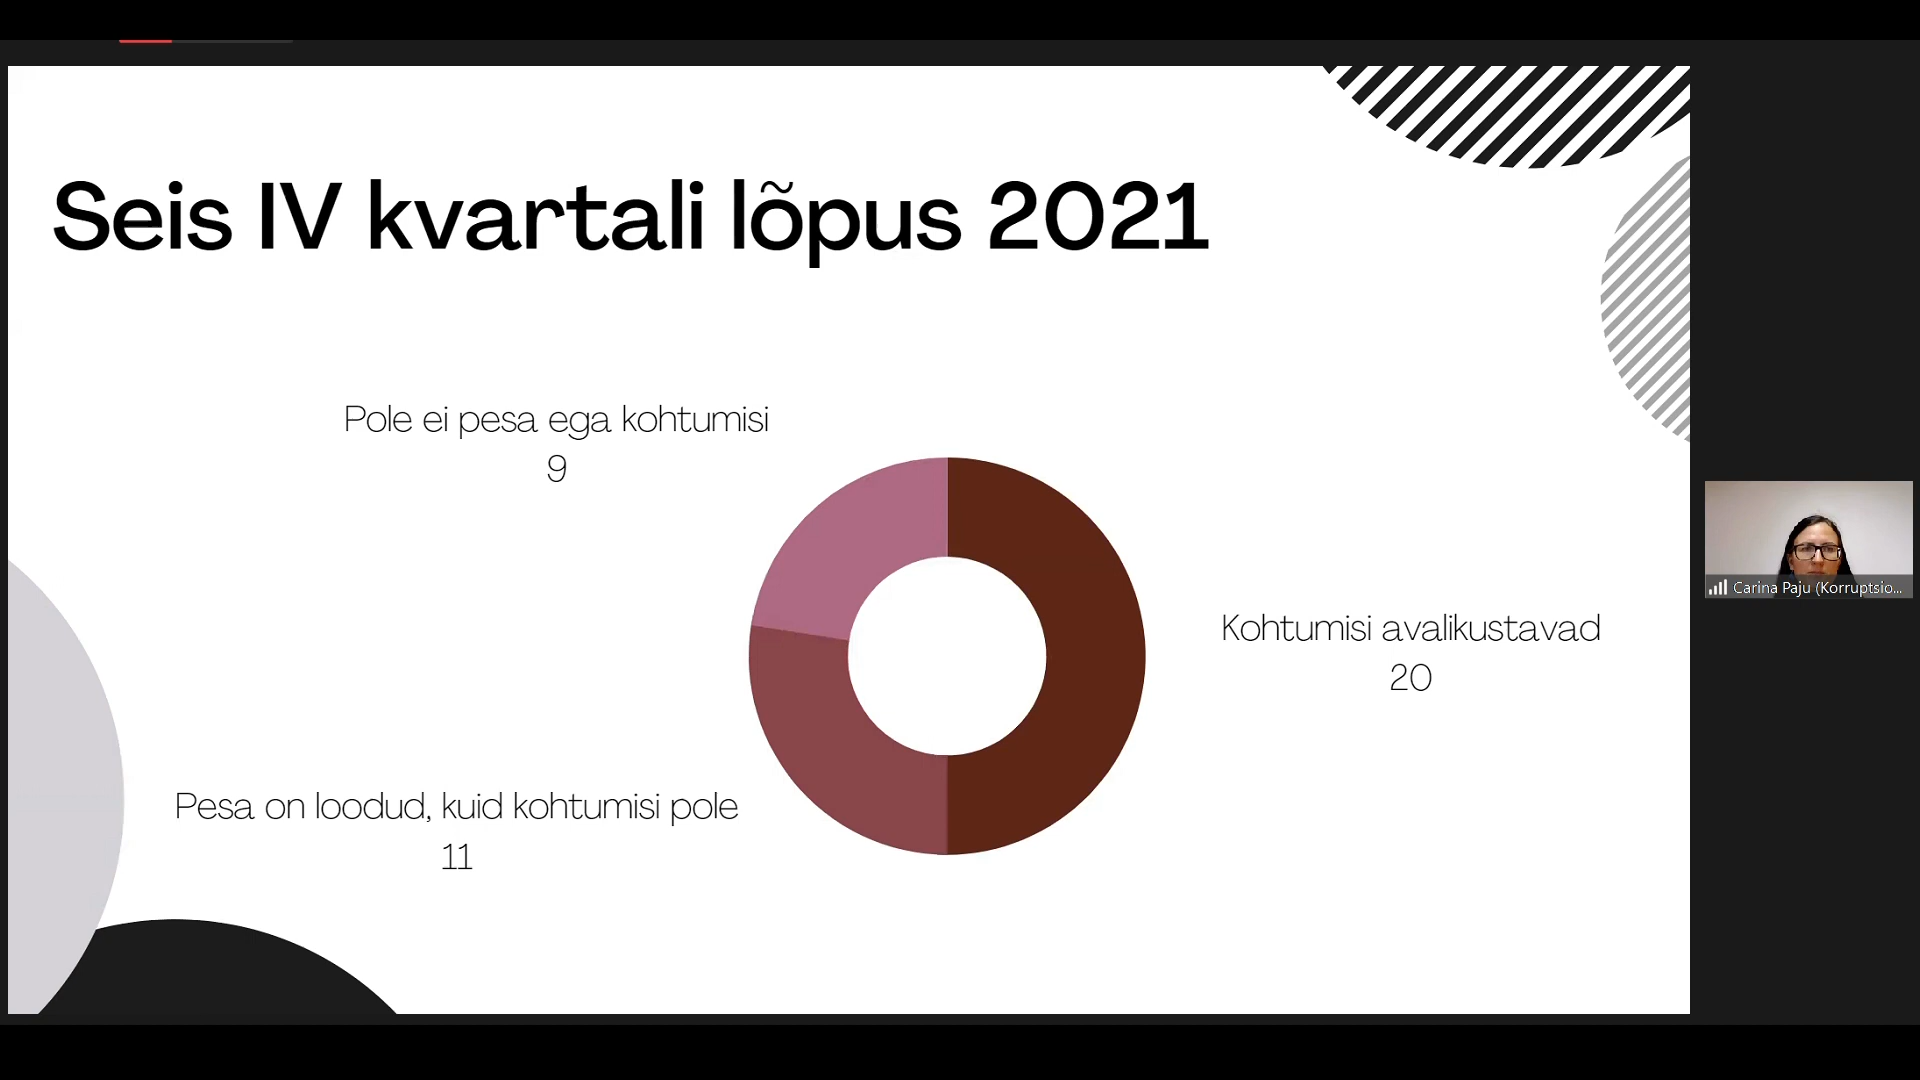 Seis IV kvartali lõpus 2021
Pole ei pesa ega kohtumisi
9
Kohtumisi avalikustavad
20
Pesa on loodud, kuid kohtumisi pole
11
Carina Paju (Korruptsio...